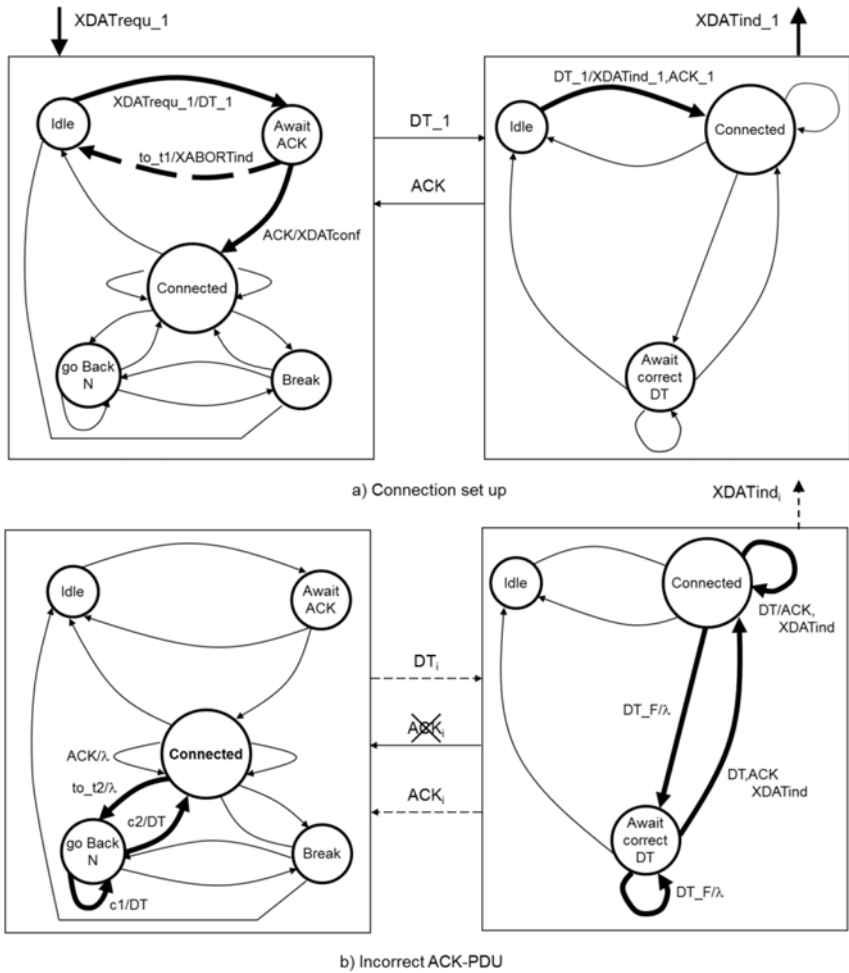 XDATrequ_1
XDATind_1
XDATrequ_1/DT_1
Idle
Await
ACK
to_t1/XABORTind
ACK/XDATconf
Connected
go Back
N
Break
DT_1
ACK
DT_1/XDATind_1,ACK_1
Idle
Connected
Await
correct
DT
a) Connection set up
XDATindᵢ
Idle
Await
ACK
Connected
ACK/λ
to_t2/λ
c2/DT
go Back
N
c1/DT
Break
DTᵢ
ACKᵢ
ACKᵢ
Idle
Connected
DT/ACK,
XDATind
DT_F/λ
DT,ACK
XDATind
Await
correct
DT
DT_F/λ
b) Incorrect ACK-PDU